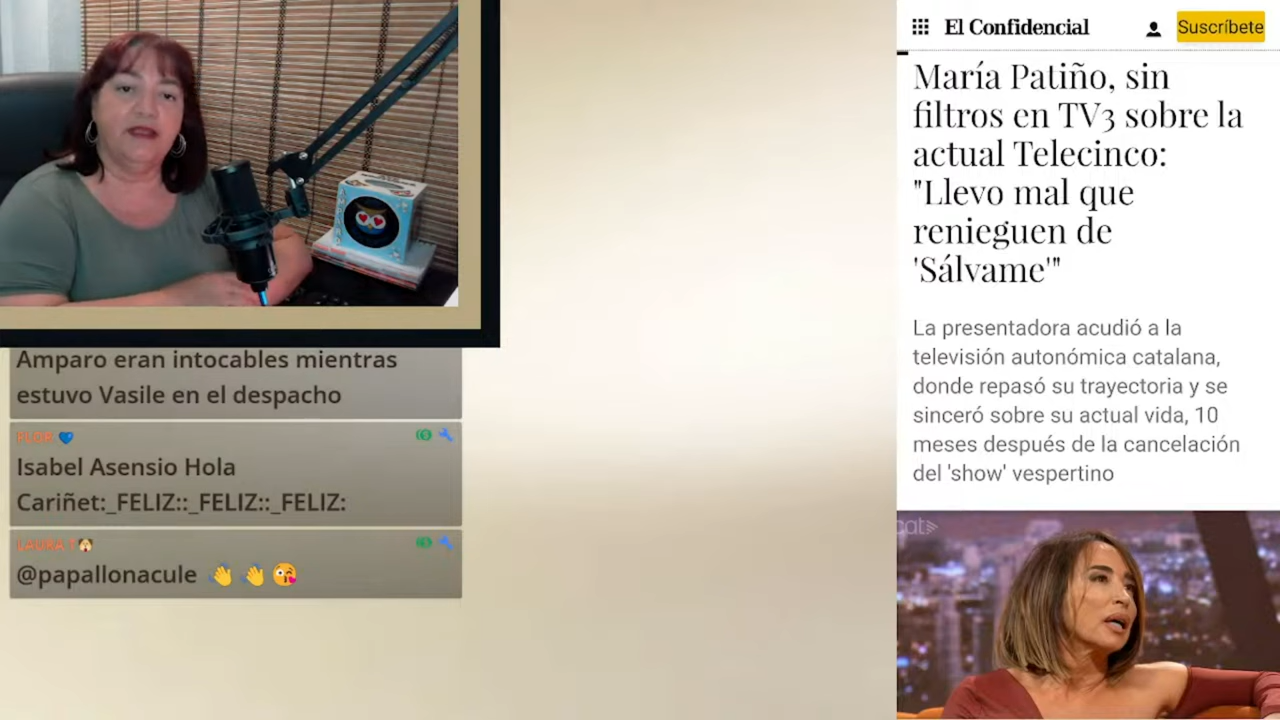 El Confidencial
Suscríbete
María Patiño, sin
filtros en TV3 sobre la
actual Telecinco:
"Llevo mal que
renieguen de
'Sálvame'"
La presentadora acudió a la
televisión autonómica catalana,
donde repasó su trayectoria y se
sinceró sobre su actual vida, 10
meses después de la cancelación
del 'show' vespertino
cat
Amparo eran intocables mientras
estuvo Vasile en el despacho
FLOR 💙
Isabel Asensio Hola
Cariñet:_FELIZ::_FELIZ::_FELIZ:
LAURA T
@papallonacule 👏 👏 😘